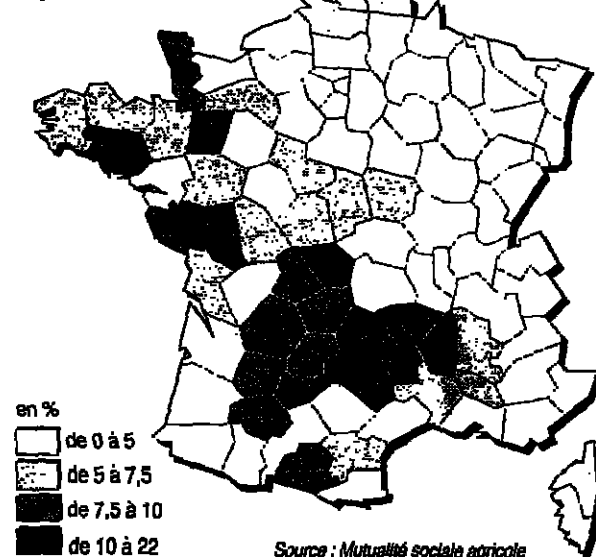 en %
de 0 à 5
de 5 à 7,5
de 7,5 à 10
de 10 à 22
Source : Mutualité sociale agricole